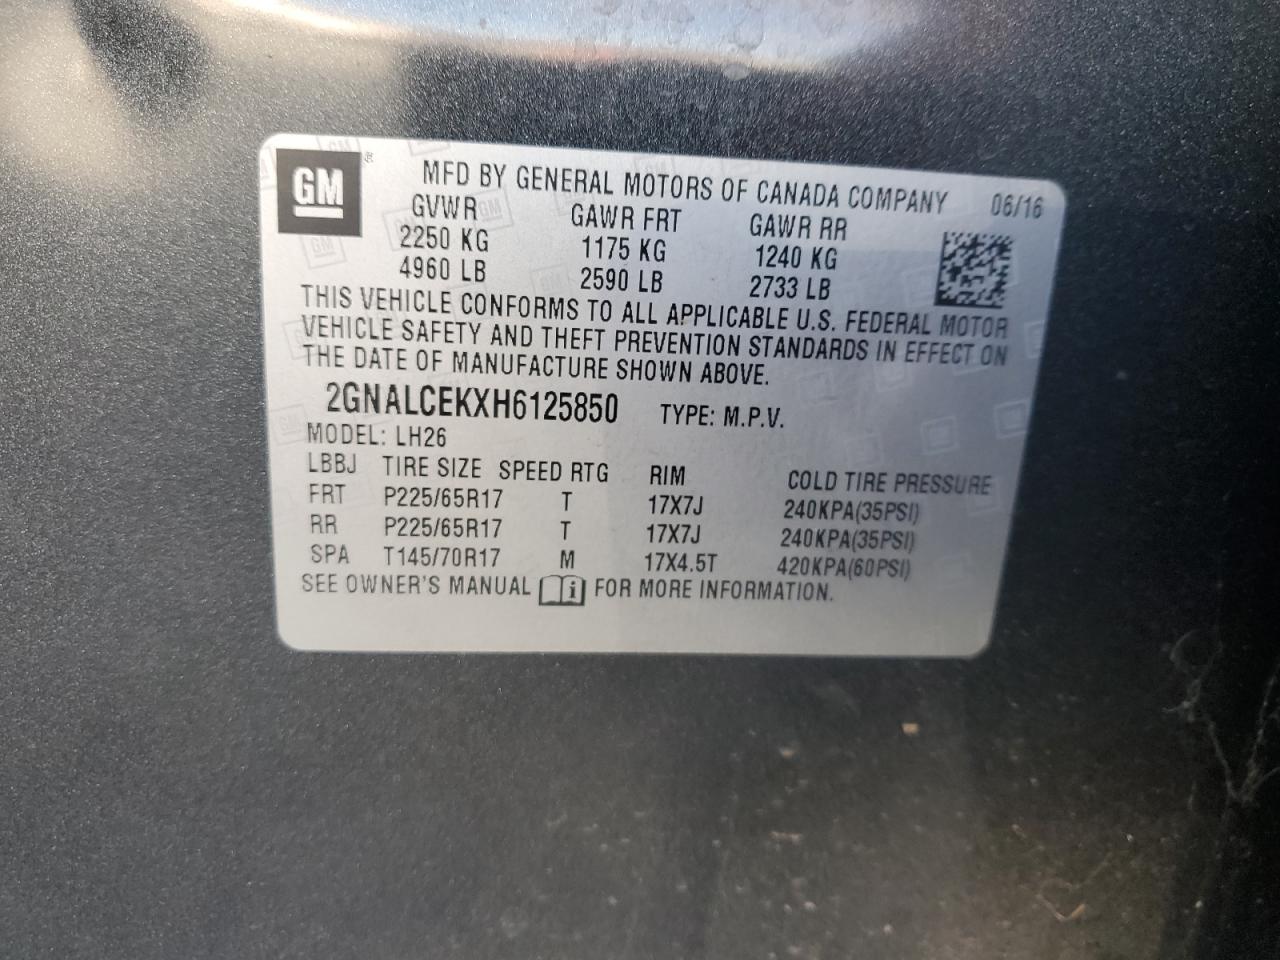 GM ®
MFD BY GENERAL MOTORS OF CANADA COMPANY 06/16
GVWR GAWR FRT GAWR RR
2250 KG 1175 KG 1240 KG
4960 LB 2590 LB 2733 LB
THIS VEHICLE CONFORMS TO ALL APPLICABLE U.S. FEDERAL MOTOR
VEHICLE SAFETY AND THEFT PREVENTION STANDARDS IN EFFECT ON
THE DATE OF MANUFACTURE SHOWN ABOVE.
2GNALCEKXH6125850 TYPE: M.P.V.
MODEL: LH26
LBBJ TIRE SIZE SPEED RTG RIM COLD TIRE PRESSURE
FRT P225/65R17 T 17X7J 240KPA(35PSI)
RR P225/65R17 T 17X7J 240KPA(35PSI)
SPA T145/70R17 M 17X4.5T 420KPA(60PSI)
SEE OWNER'S MANUAL i FOR MORE INFORMATION.